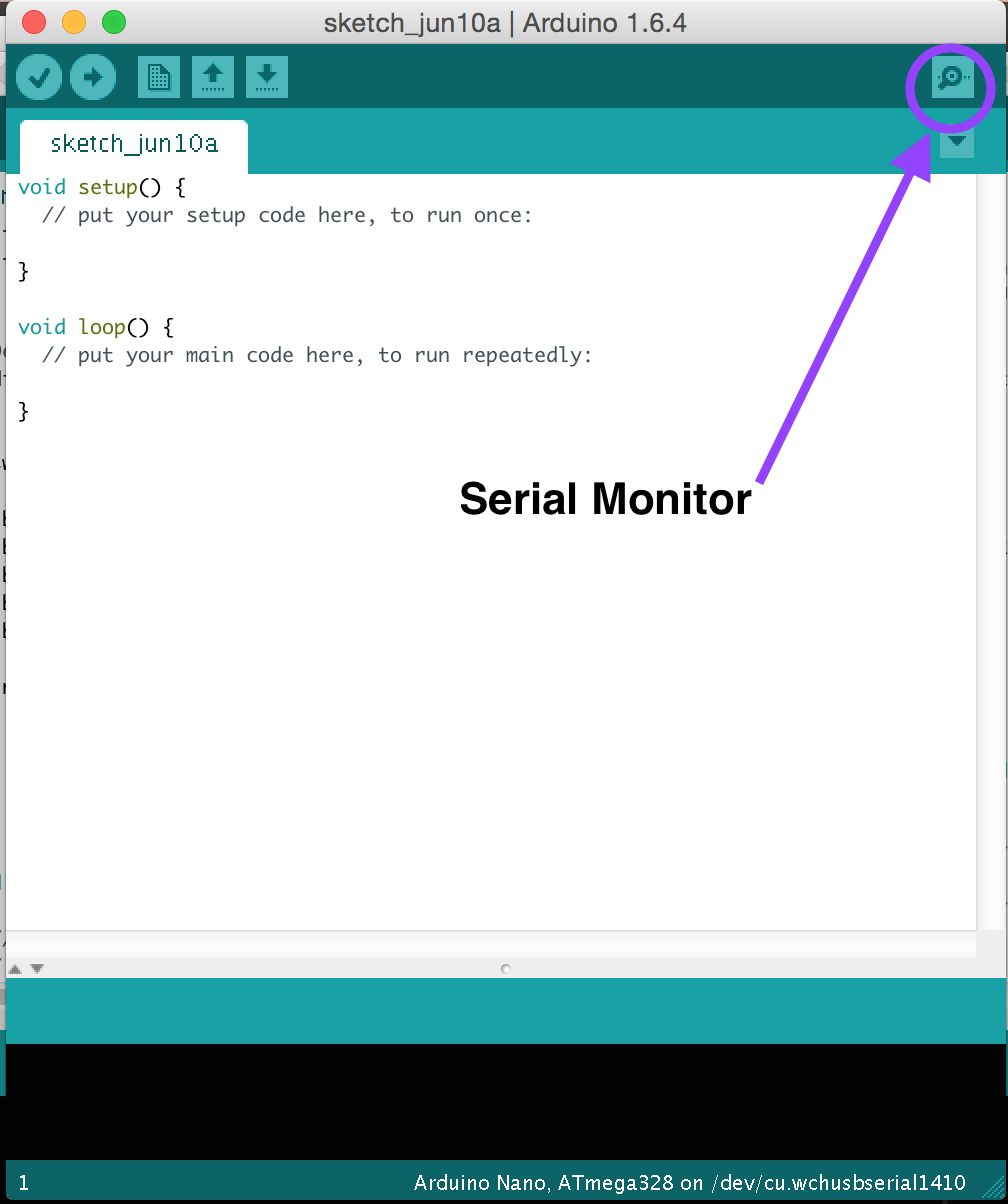 sketch_jun10a | Arduino 1.6.4
sketch_jun10a
void setup() {
  // put your setup code here, to run once:
}
void loop() {
  // put your main code here, to run repeatedly:
}
Serial Monitor
1
Arduino Nano, ATmega328 on /dev/cu.wchusbserial1410